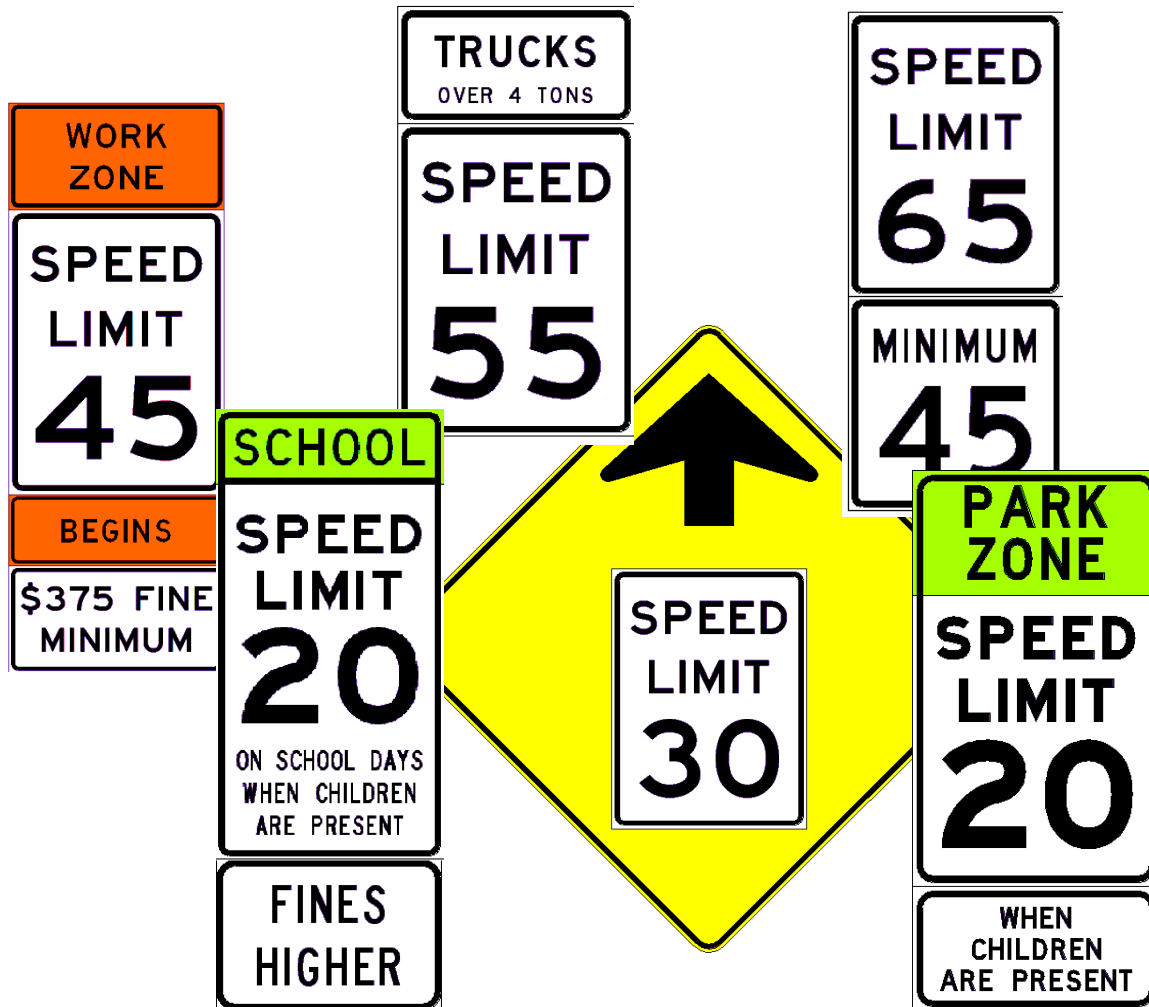 WORK
ZONE
SPEED
LIMIT
45
BEGINS
$375 FINE
MINIMUM
SCHOOL
SPEED
LIMIT
20
ON SCHOOL DAYS
WHEN CHILDREN
ARE PRESENT
FINES
HIGHER
TRUCKS
OVER 4 TONS
SPEED
LIMIT
55
SPEED
LIMIT
30
SPEED
LIMIT
65
MINIMUM
45
PARK
ZONE
SPEED
LIMIT
20
WHEN
CHILDREN
ARE PRESENT